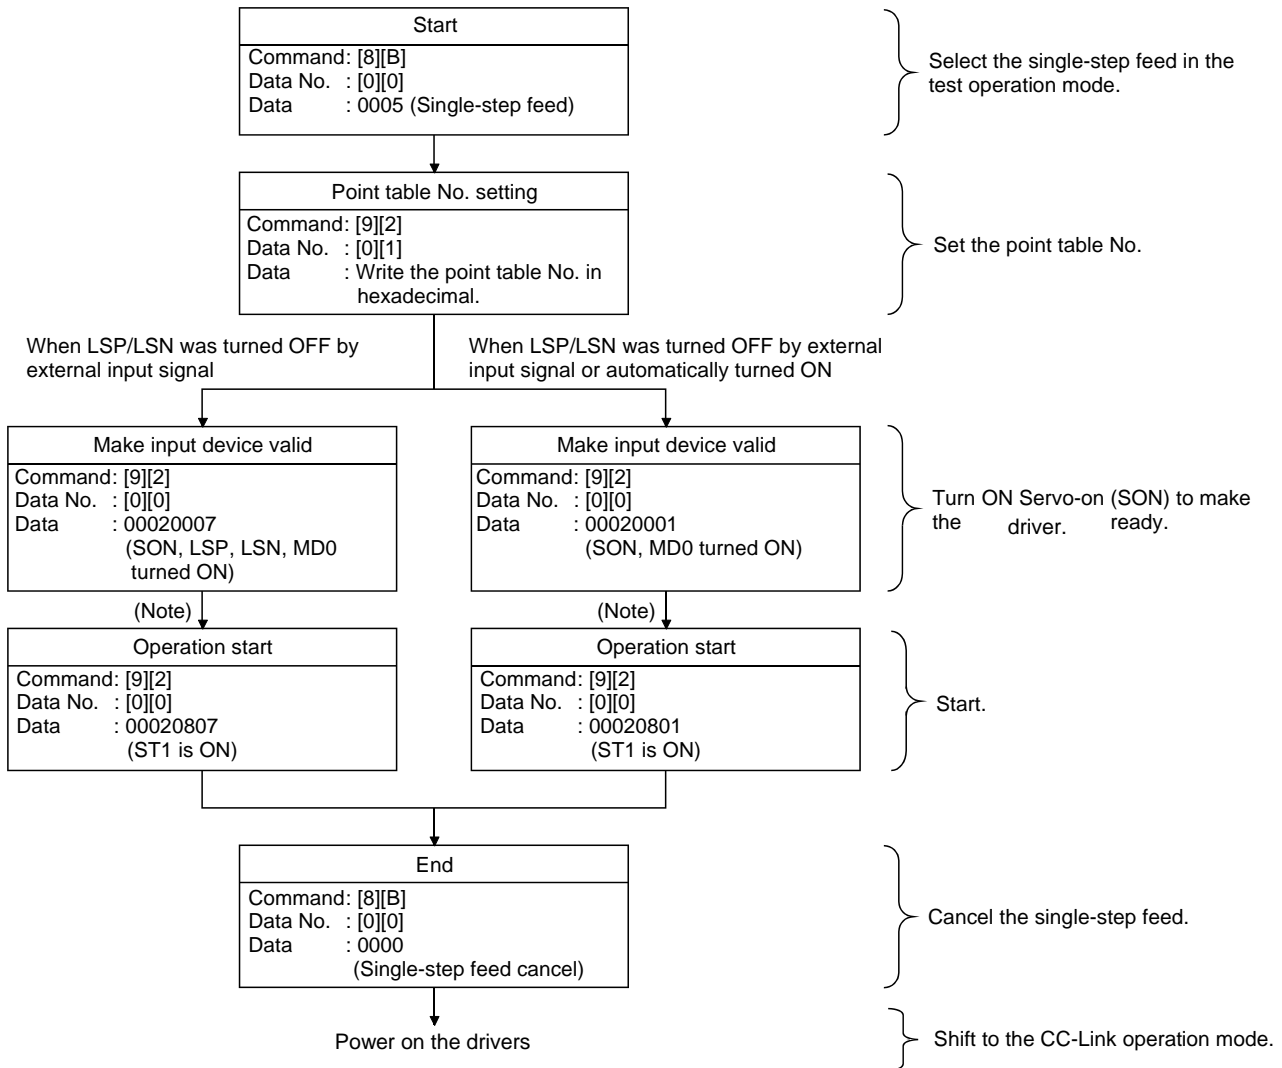 Start
Command: [8][B]
Data No. : [0][0]
Data : 0005 (Single-step feed)
Select the single-step feed in the
test operation mode.
Point table No. setting
Command: [9][2]
Data No. : [0][1]
Data : Write the point table No. in
hexadecimal.
Set the point table No.
When LSP/LSN was turned OFF by
external input signal
When LSP/LSN was turned OFF by external
input signal or automatically turned ON
Make input device valid
Command: [9][2]
Data No. : [0][0]
Data : 00020007
(SON, LSP, LSN, MD0
turned ON)
Make input device valid
Command: [9][2]
Data No. : [0][0]
Data : 00020001
(SON, MD0 turned ON)
Turn ON Servo-on (SON) to make
the driver. ready.
(Note)
(Note)
Operation start
Command: [9][2]
Data No. : [0][0]
Data : 00020807
(ST1 is ON)
Operation start
Command: [9][2]
Data No. : [0][0]
Data : 00020801
(ST1 is ON)
Start.
End
Command: [8][B]
Data No. : [0][0]
Data : 0000
(Single-step feed cancel)
Cancel the single-step feed.
Power on the drivers
Shift to the CC-Link operation mode.